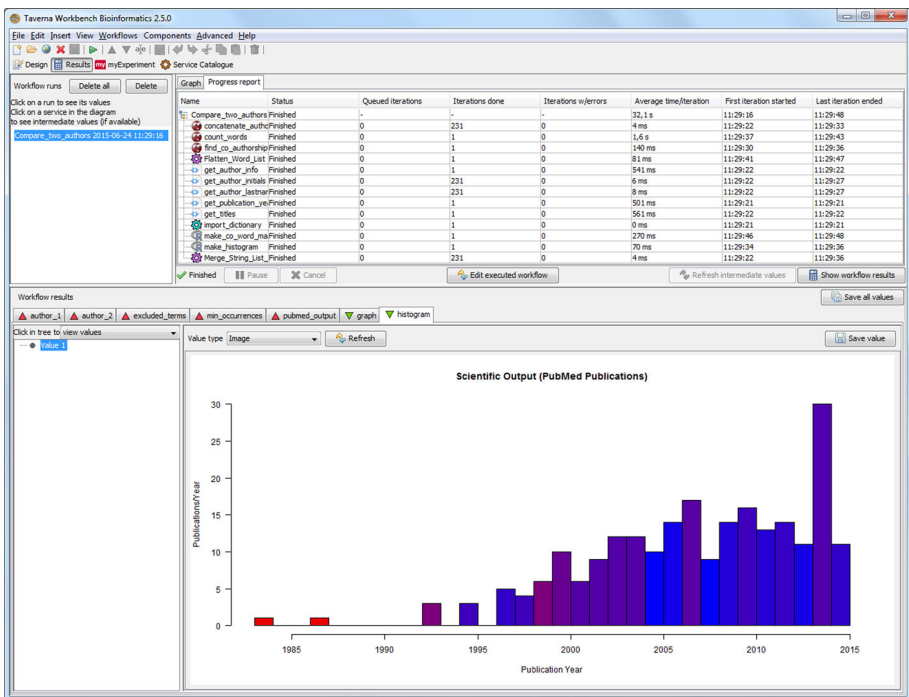 Taverna Workbench Bioinformatics 2.5.0
File Edit Insert View Workflows Components Advanced Help
Design Results my myExperiment Service Catalogue
Workflow runs Delete all Delete
Click on a run to see its values
Click on a service in the diagram
to see intermediate values (if available)
Compare_two_authors 2015-06-24 11:29:16
Graph Progress report
Name Status Queued iterations Iterations done Iterations w/errors Average time/iteration First iteration started Last iteration ended
Compare_two_authors Finished - - - 32,1 s 11:29:16 11:29:48
concatenate_autho Finished 0 231 0 4 ms 11:29:22 11:29:33
count_words Finished 0 1 0 1,6 s 11:29:37 11:29:43
find_co_authorship Finished 0 1 0 140 ms 11:29:30 11:29:36
Flatten_Word_List Finished 0 1 0 81 ms 11:29:41 11:29:47
get_author_info Finished 0 1 0 541 ms 11:29:22 11:29:22
get_author_initials Finished 0 231 0 6 ms 11:29:22 11:29:27
get_author_lastnar Finished 0 231 0 8 ms 11:29:22 11:29:27
get_publication_ye Finished 0 1 0 501 ms 11:29:21 11:29:21
get_titles Finished 0 1 0 561 ms 11:29:22 11:29:22
import_dictionary Finished 0 1 0 0 ms 11:29:21 11:29:21
make_co_word_ma Finished 0 1 0 270 ms 11:29:46 11:29:48
make_histogram Finished 0 1 0 70 ms 11:29:34 11:29:36
Merge_String_List_ Finished 0 231 0 4 ms 11:29:22 11:29:36
Finished Pause Cancel Edit executed workflow Refresh intermediate values Show workflow results
Workflow results Save all values
author_1 author_2 excluded_terms min_occurrences pubmed_output graph histogram
Click in tree to view values
Value 1
Value type Image Refresh Save value
Scientific Output (PubMed Publications)
Publications/Year
30
25
20
15
10
5
0
1985 1990 1995 2000 2005 2010 2015
Publication Year